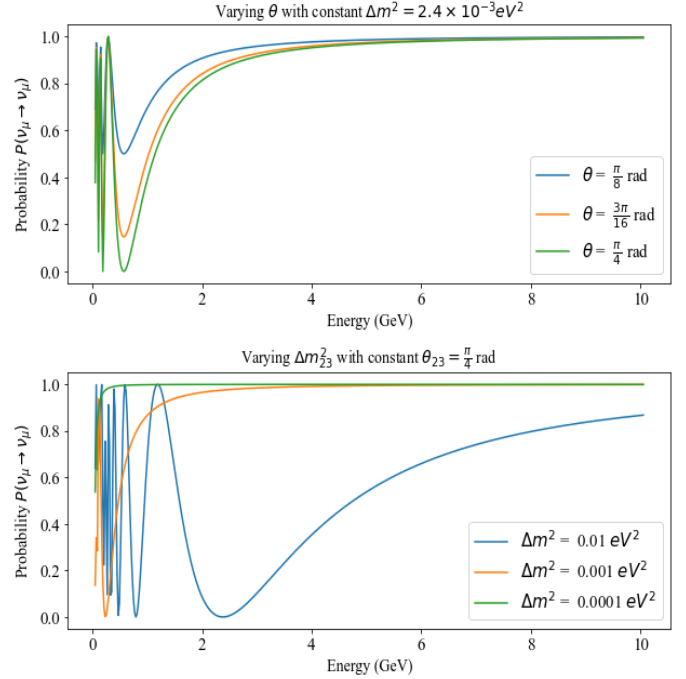 Varying θ with constant Δm² = 2.4 × 10⁻³eV²
1.0
0.8
0.6
0.4
0.2
0.0
Probability P(νμ → νμ)
θ = π/8 rad
θ = 3π/16 rad
θ = π/4 rad
0 2 4 6 8 10
Energy (GeV)
Varying Δm²₂₃ with constant θ₂₃ = π/4 rad
1.0
0.8
0.6
0.4
0.2
0.0
Probability P(νμ → νμ)
Δm² = 0.01 eV²
Δm² = 0.001 eV²
Δm² = 0.0001 eV²
0 2 4 6 8 10
Energy (GeV)